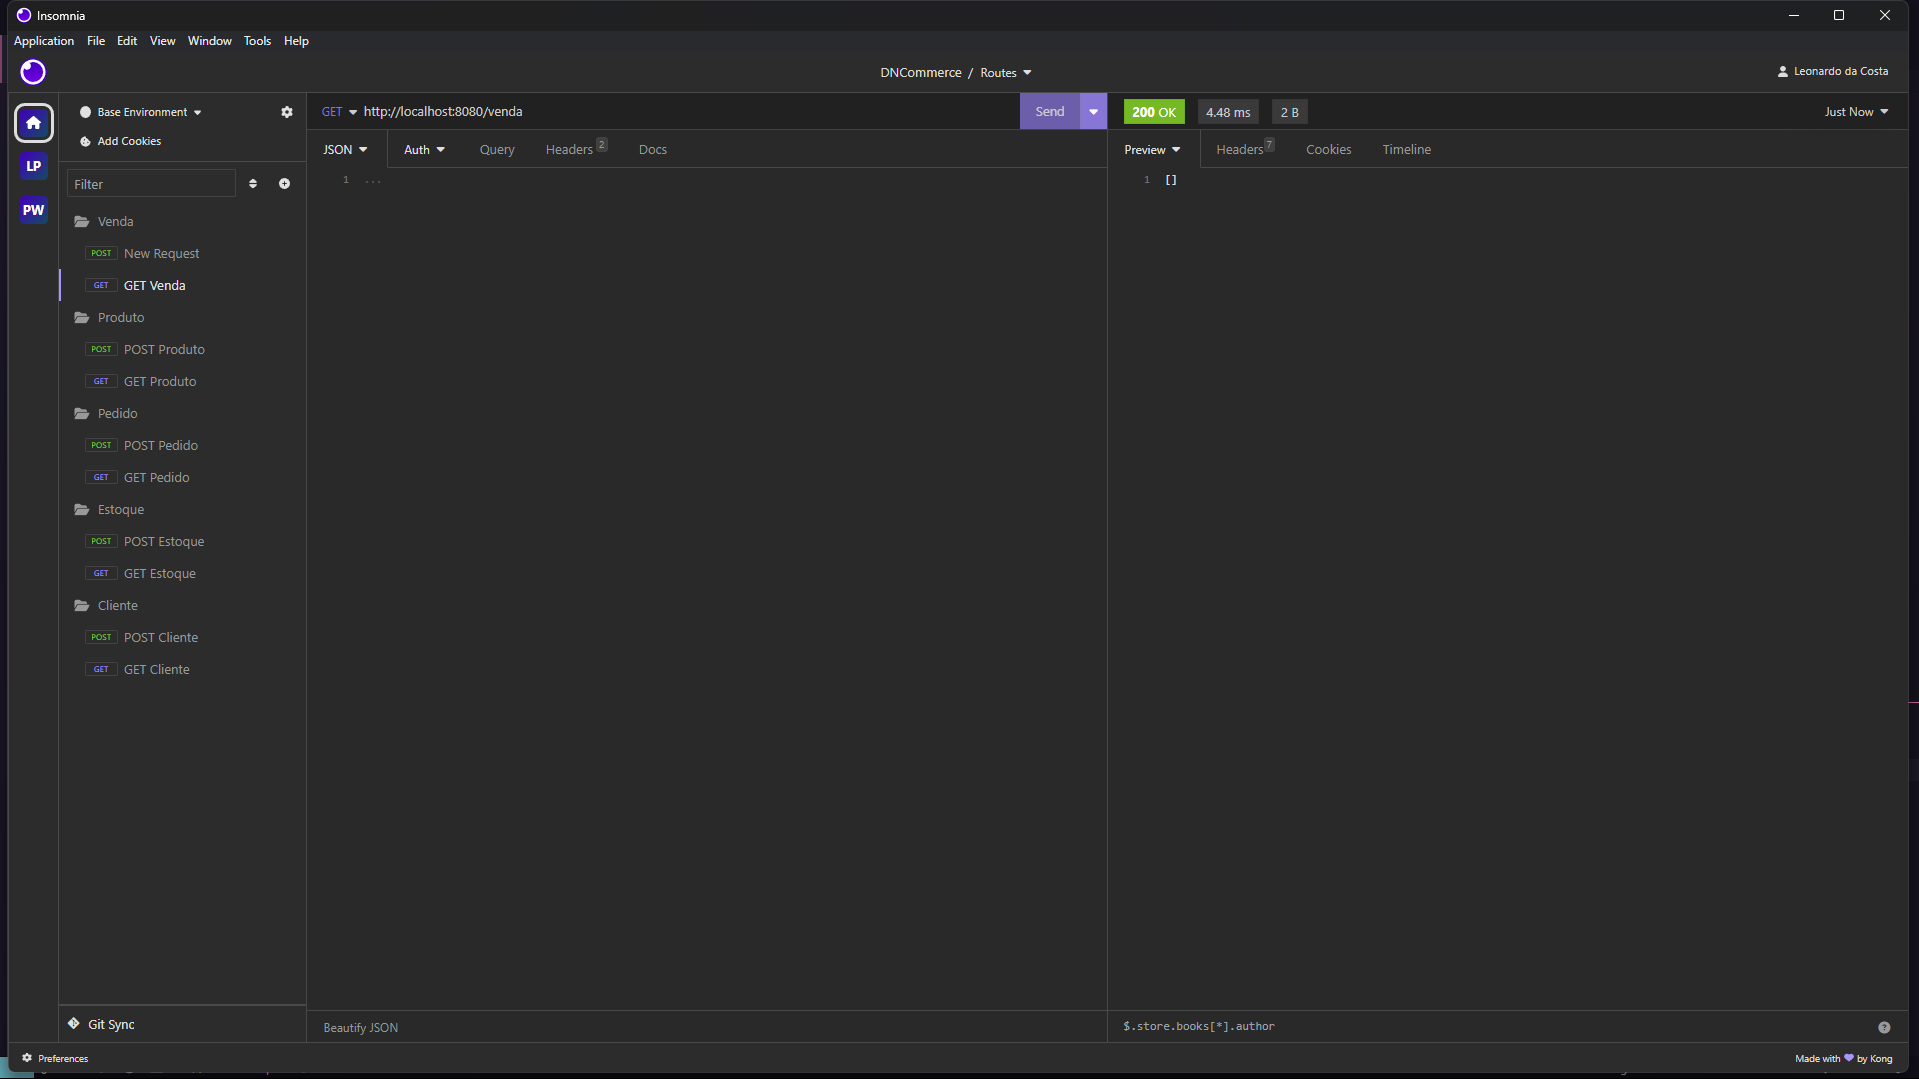 Insomnia
Application File Edit View Window Tools Help
DNCommerce / Routes
Leonardo da Costa
Base Environment
Add Cookies
Filter
LP
PW
Venda
POST New Request
GET GET Venda
Produto
POST POST Produto
GET GET Produto
Pedido
POST POST Pedido
GET GET Pedido
Estoque
POST POST Estoque
GET GET Estoque
Cliente
POST POST Cliente
GET GET Cliente
Git Sync
GET http://localhost:8080/venda Send
JSON Auth Query Headers 2 Docs
1 ...
Beautify JSON
200 OK 4.48 ms 2 B Just Now
Preview Headers 7 Cookies Timeline
1 []
$.store.books[*].author
Preferences
Made with 💜 by Kong